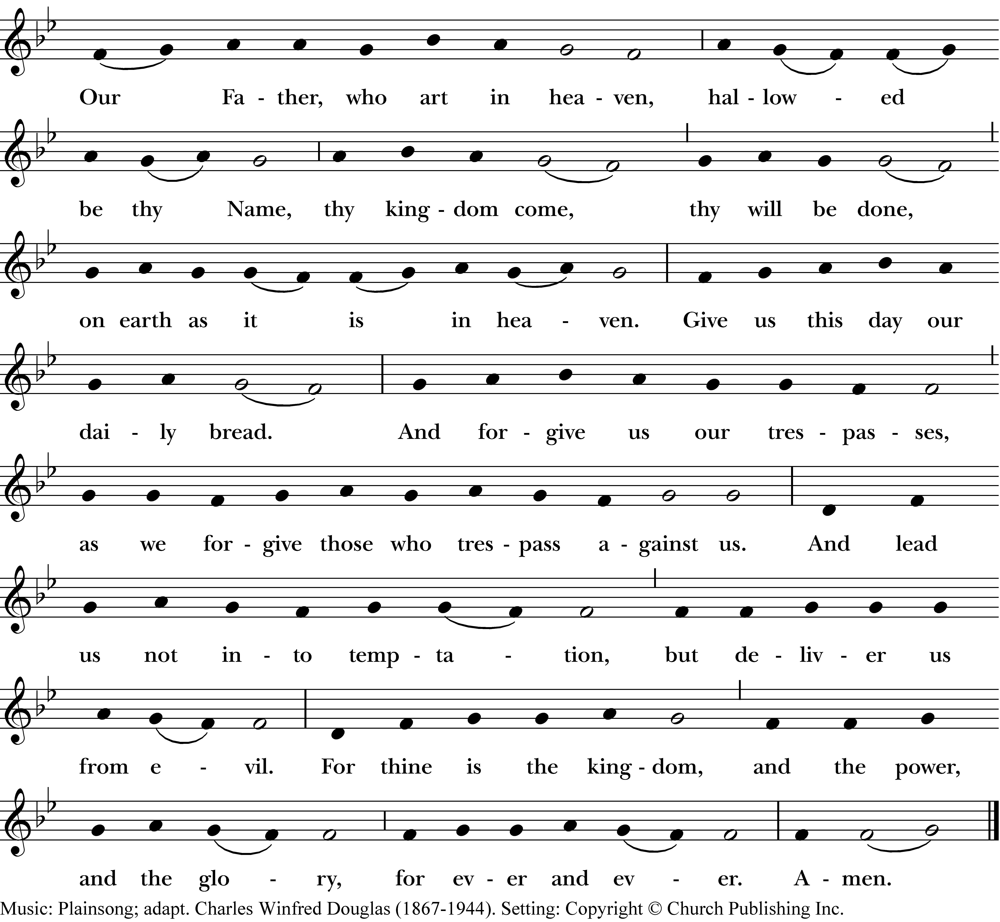 Our Fa - ther, who art in hea - ven, hal - low - ed
be thy Name, thy king - dom come, thy will be done,
on earth as it is in hea - ven. Give us this day our
dai - ly bread. And for - give us our tres - pas - ses,
as we for - give those who tres - pass a - gainst us. And lead
us not in - to temp - ta - tion, but de - liv - er us
from e - vil. For thine is the king - dom, and the power,
and the glo - ry, for ev - er and ev - er. A - men.
Music: Plainsong; adapt. Charles Winfred Douglas (1867-1944). Setting: Copyright © Church Publishing Inc.